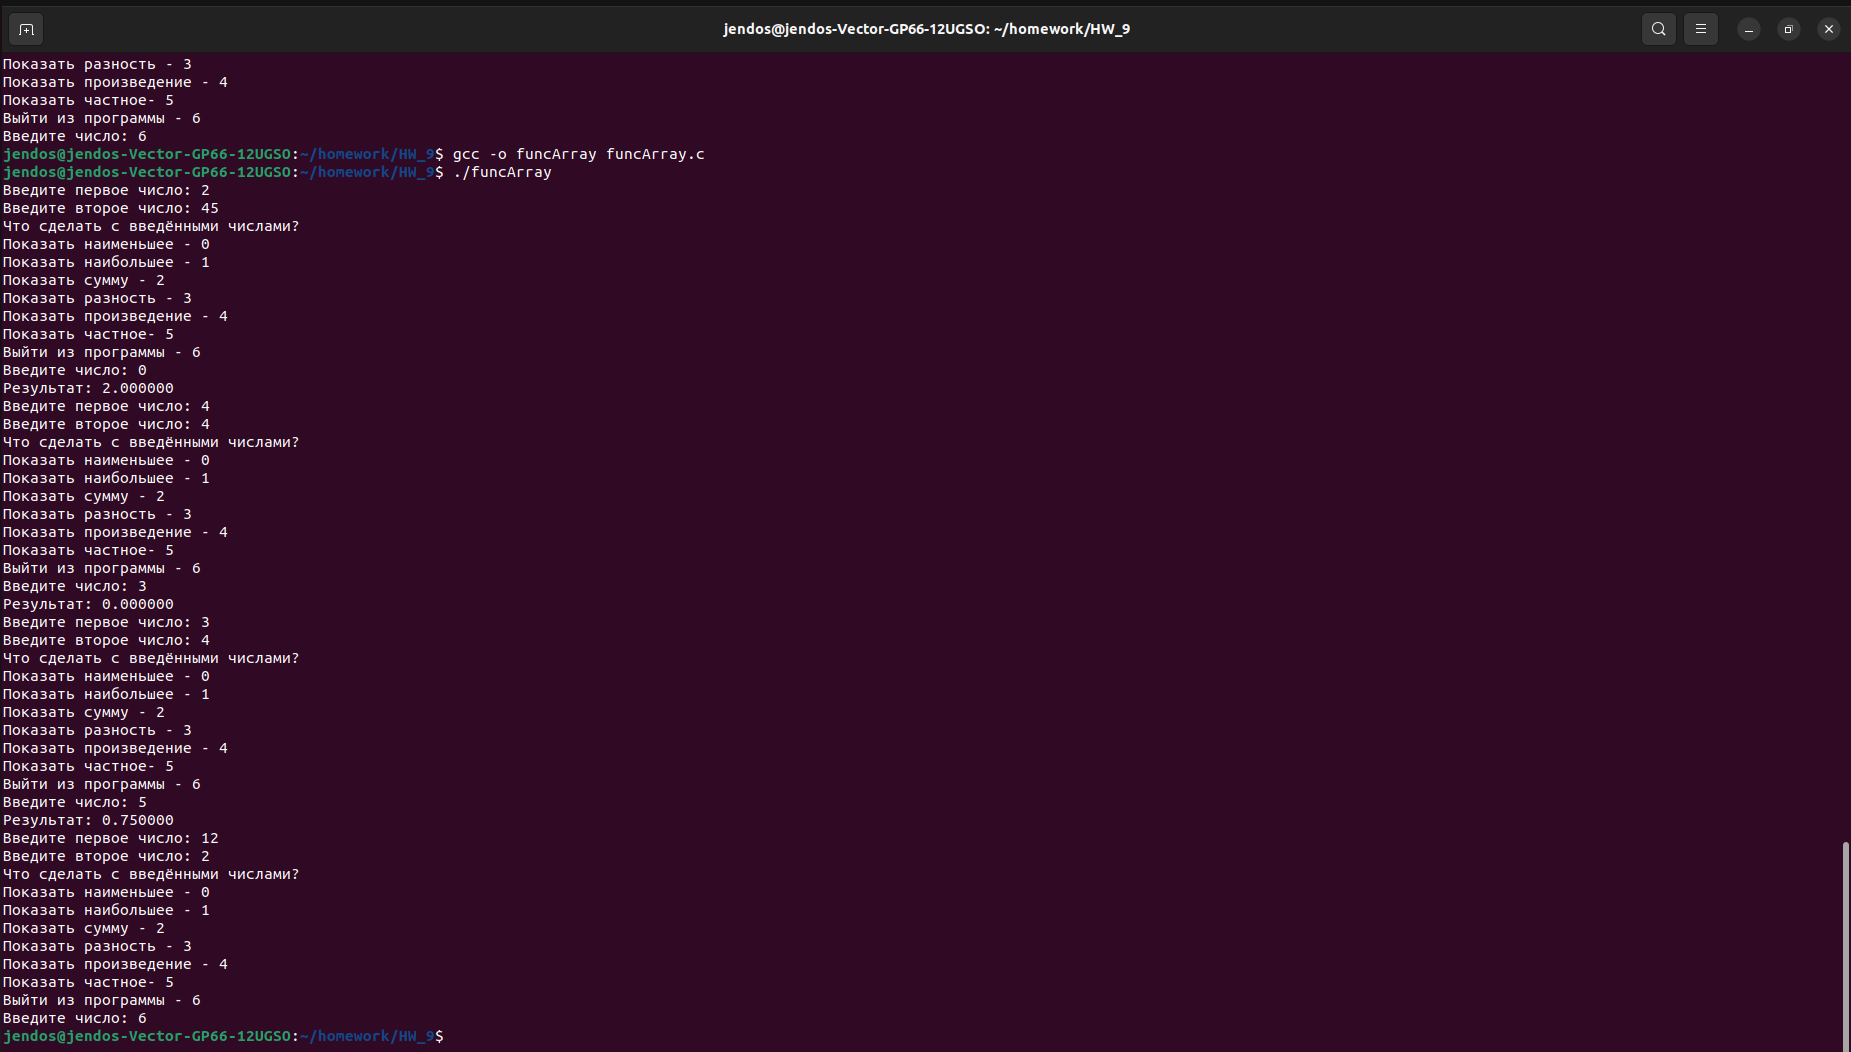 jendos@jendos-Vector-GP66-12UGSO: ~/homework/HW_9
Показать разность - 3
Показать произведение - 4
Показать частное- 5
Выйти из программы - 6
Введите число: 6
jendos@jendos-Vector-GP66-12UGSO:~/homework/HW_9$ gcc -o funcArray funcArray.c
jendos@jendos-Vector-GP66-12UGSO:~/homework/HW_9$ ./funcArray
Введите первое число: 2
Введите второе число: 45
Что сделать с введёнными числами?
Показать наименьшее - 0
Показать наибольшее - 1
Показать сумму - 2
Показать разность - 3
Показать произведение - 4
Показать частное- 5
Выйти из программы - 6
Введите число: 0
Результат: 2.000000
Введите первое число: 4
Введите второе число: 4
Что сделать с введёнными числами?
Показать наименьшее - 0
Показать наибольшее - 1
Показать сумму - 2
Показать разность - 3
Показать произведение - 4
Показать частное- 5
Выйти из программы - 6
Введите число: 3
Результат: 0.000000
Введите первое число: 3
Введите второе число: 4
Что сделать с введёнными числами?
Показать наименьшее - 0
Показать наибольшее - 1
Показать сумму - 2
Показать разность - 3
Показать произведение - 4
Показать частное- 5
Выйти из программы - 6
Введите число: 5
Результат: 0.750000
Введите первое число: 12
Введите второе число: 2
Что сделать с введёнными числами?
Показать наименьшее - 0
Показать наибольшее - 1
Показать сумму - 2
Показать разность - 3
Показать произведение - 4
Показать частное- 5
Выйти из программы - 6
Введите число: 6
jendos@jendos-Vector-GP66-12UGSO:~/homework/HW_9$